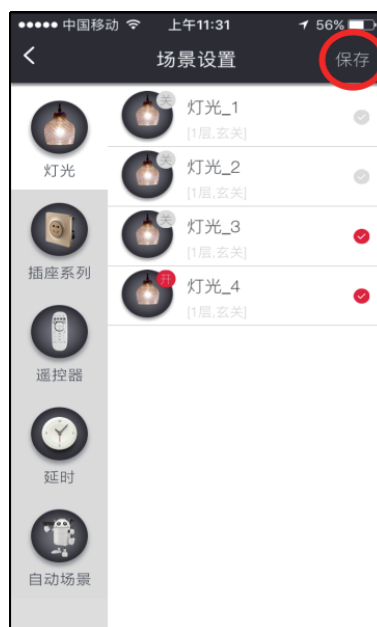 中国移动 上午11:31 56%
场景设置 保存
灯光
插座系列
遥控器
延时
自动场景
关 灯光_1
[1层,玄关]
关 灯光_2
[1层,玄关]
关 灯光_3
[1层,玄关]
开 灯光_4
[1层,玄关]